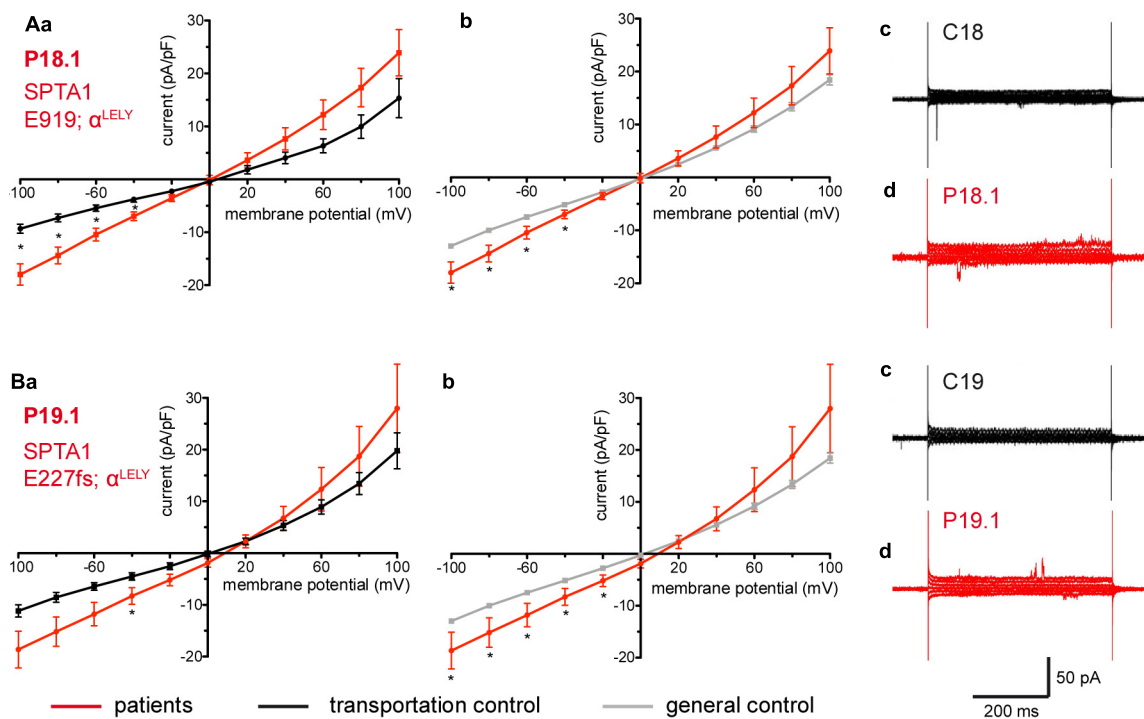 Aa
P18.1
SPTA1
E919; α^LELY
current (pA/pF)
30
20
10
-10
-20
-100
-60
-20
20
60
100
membrane potential (mV)
*
*
*
*
b
current (pA/pF)
30
20
10
-10
-20
-100
-60
-20
20
60
100
membrane potential (mV)
*
*
*
*
c
C18
d
P18.1
Ba
P19.1
SPTA1
E227fs; α^LELY
current (pA/pF)
30
20
10
-10
-20
-100
-60
-20
20
60
100
membrane potential (mV)
*
b
current (pA/pF)
30
20
10
-10
-20
-100
-60
-20
20
60
100
membrane potential (mV)
*
*
*
*
*
c
C19
d
P19.1
50 pA
200 ms
patients
transportation control
general control